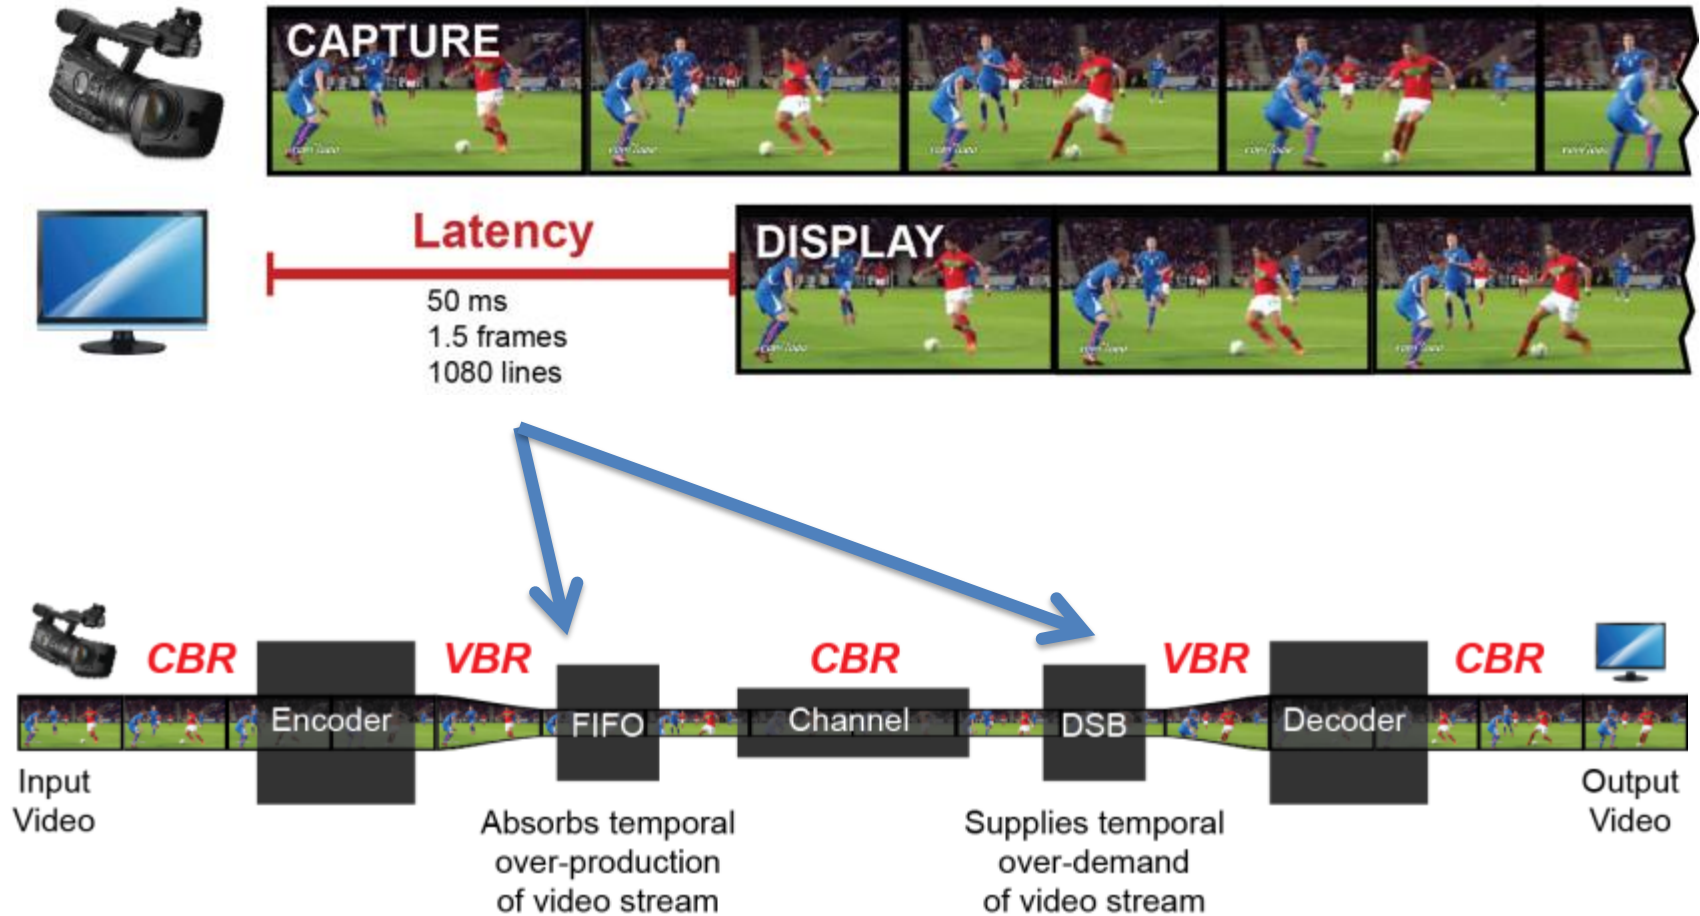 CAPTURE
Latency
DISPLAY
50 ms
1.5 frames
1080 lines
CBR
VBR
CBR
VBR
CBR
Encoder
FIFO
Channel
DSB
Decoder
Input
Video
Output
Video
Absorbs temporal
over-production
of video stream
Supplies temporal
over-demand
of video stream